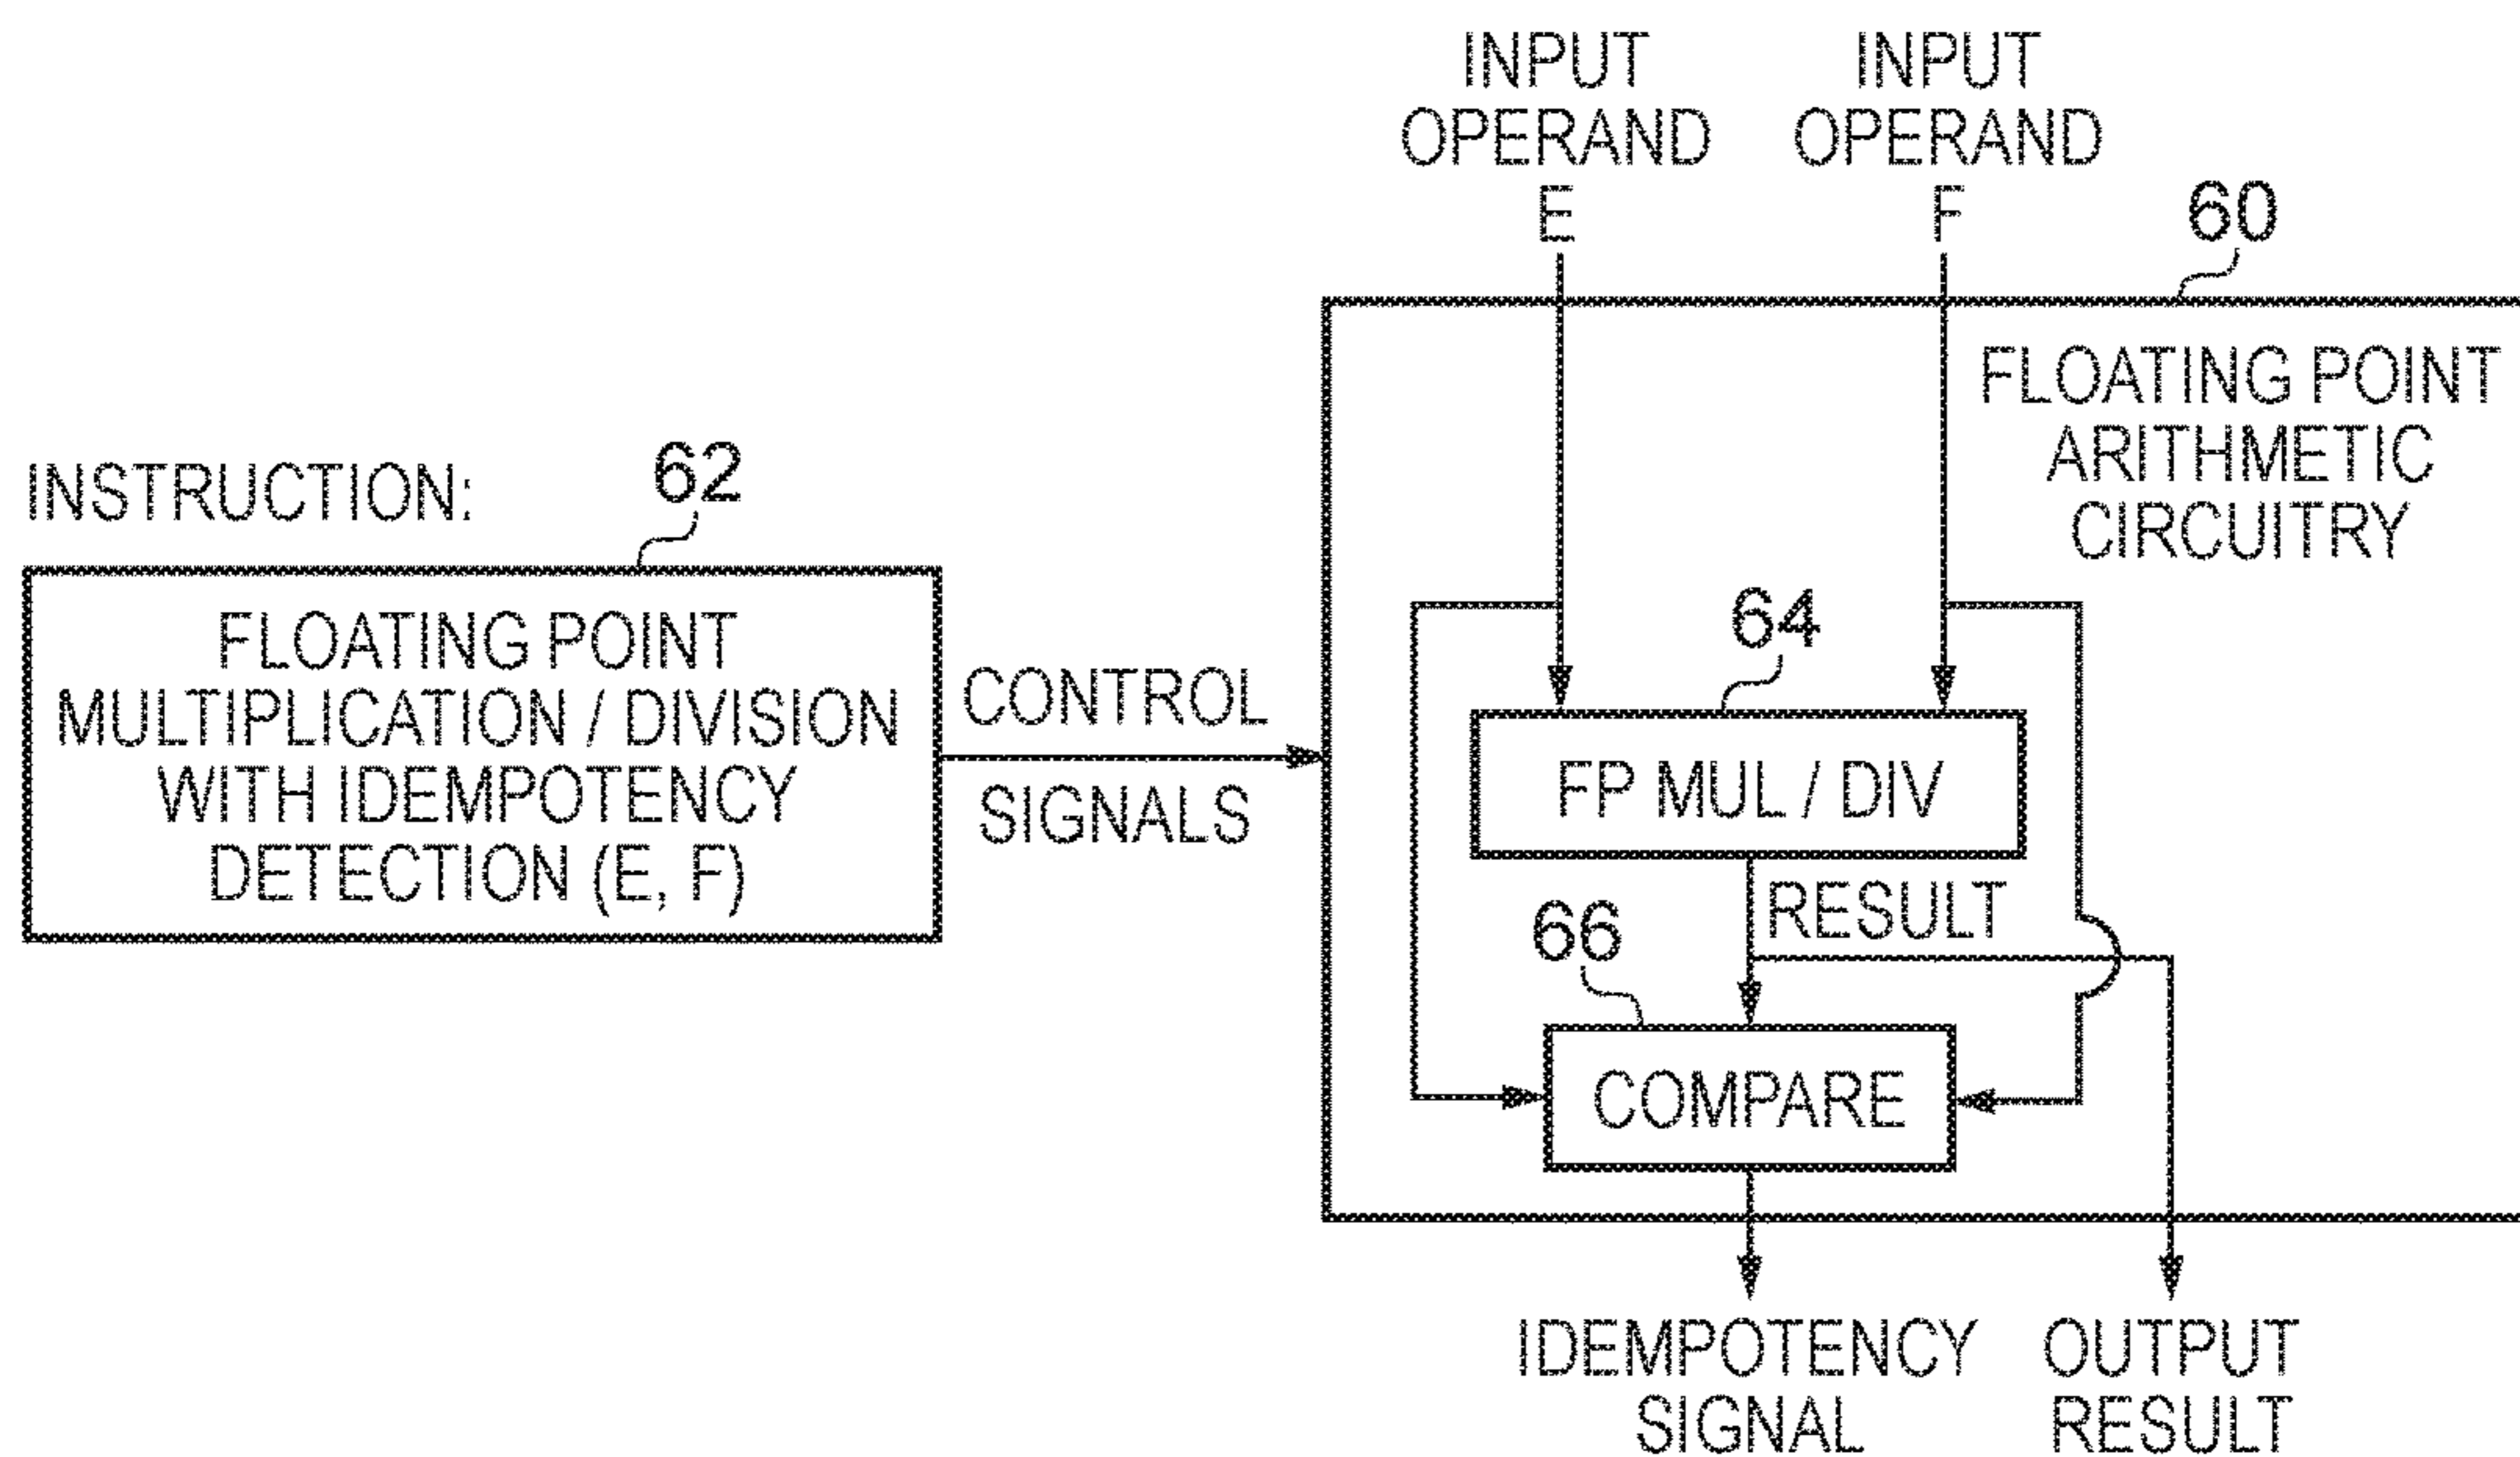 INPUT
OPERAND
E
INPUT
OPERAND
F
60
FLOATING POINT
ARITHMETIC
CIRCUITRY
INSTRUCTION:
62
FLOATING POINT
MULTIPLICATION / DIVISION
WITH IDEMPOTENCY
DETECTION (E, F)
CONTROL
SIGNALS
64
FP MUL / DIV
RESULT
66
COMPARE
IDEMPOTENCY
SIGNAL
OUTPUT
RESULT